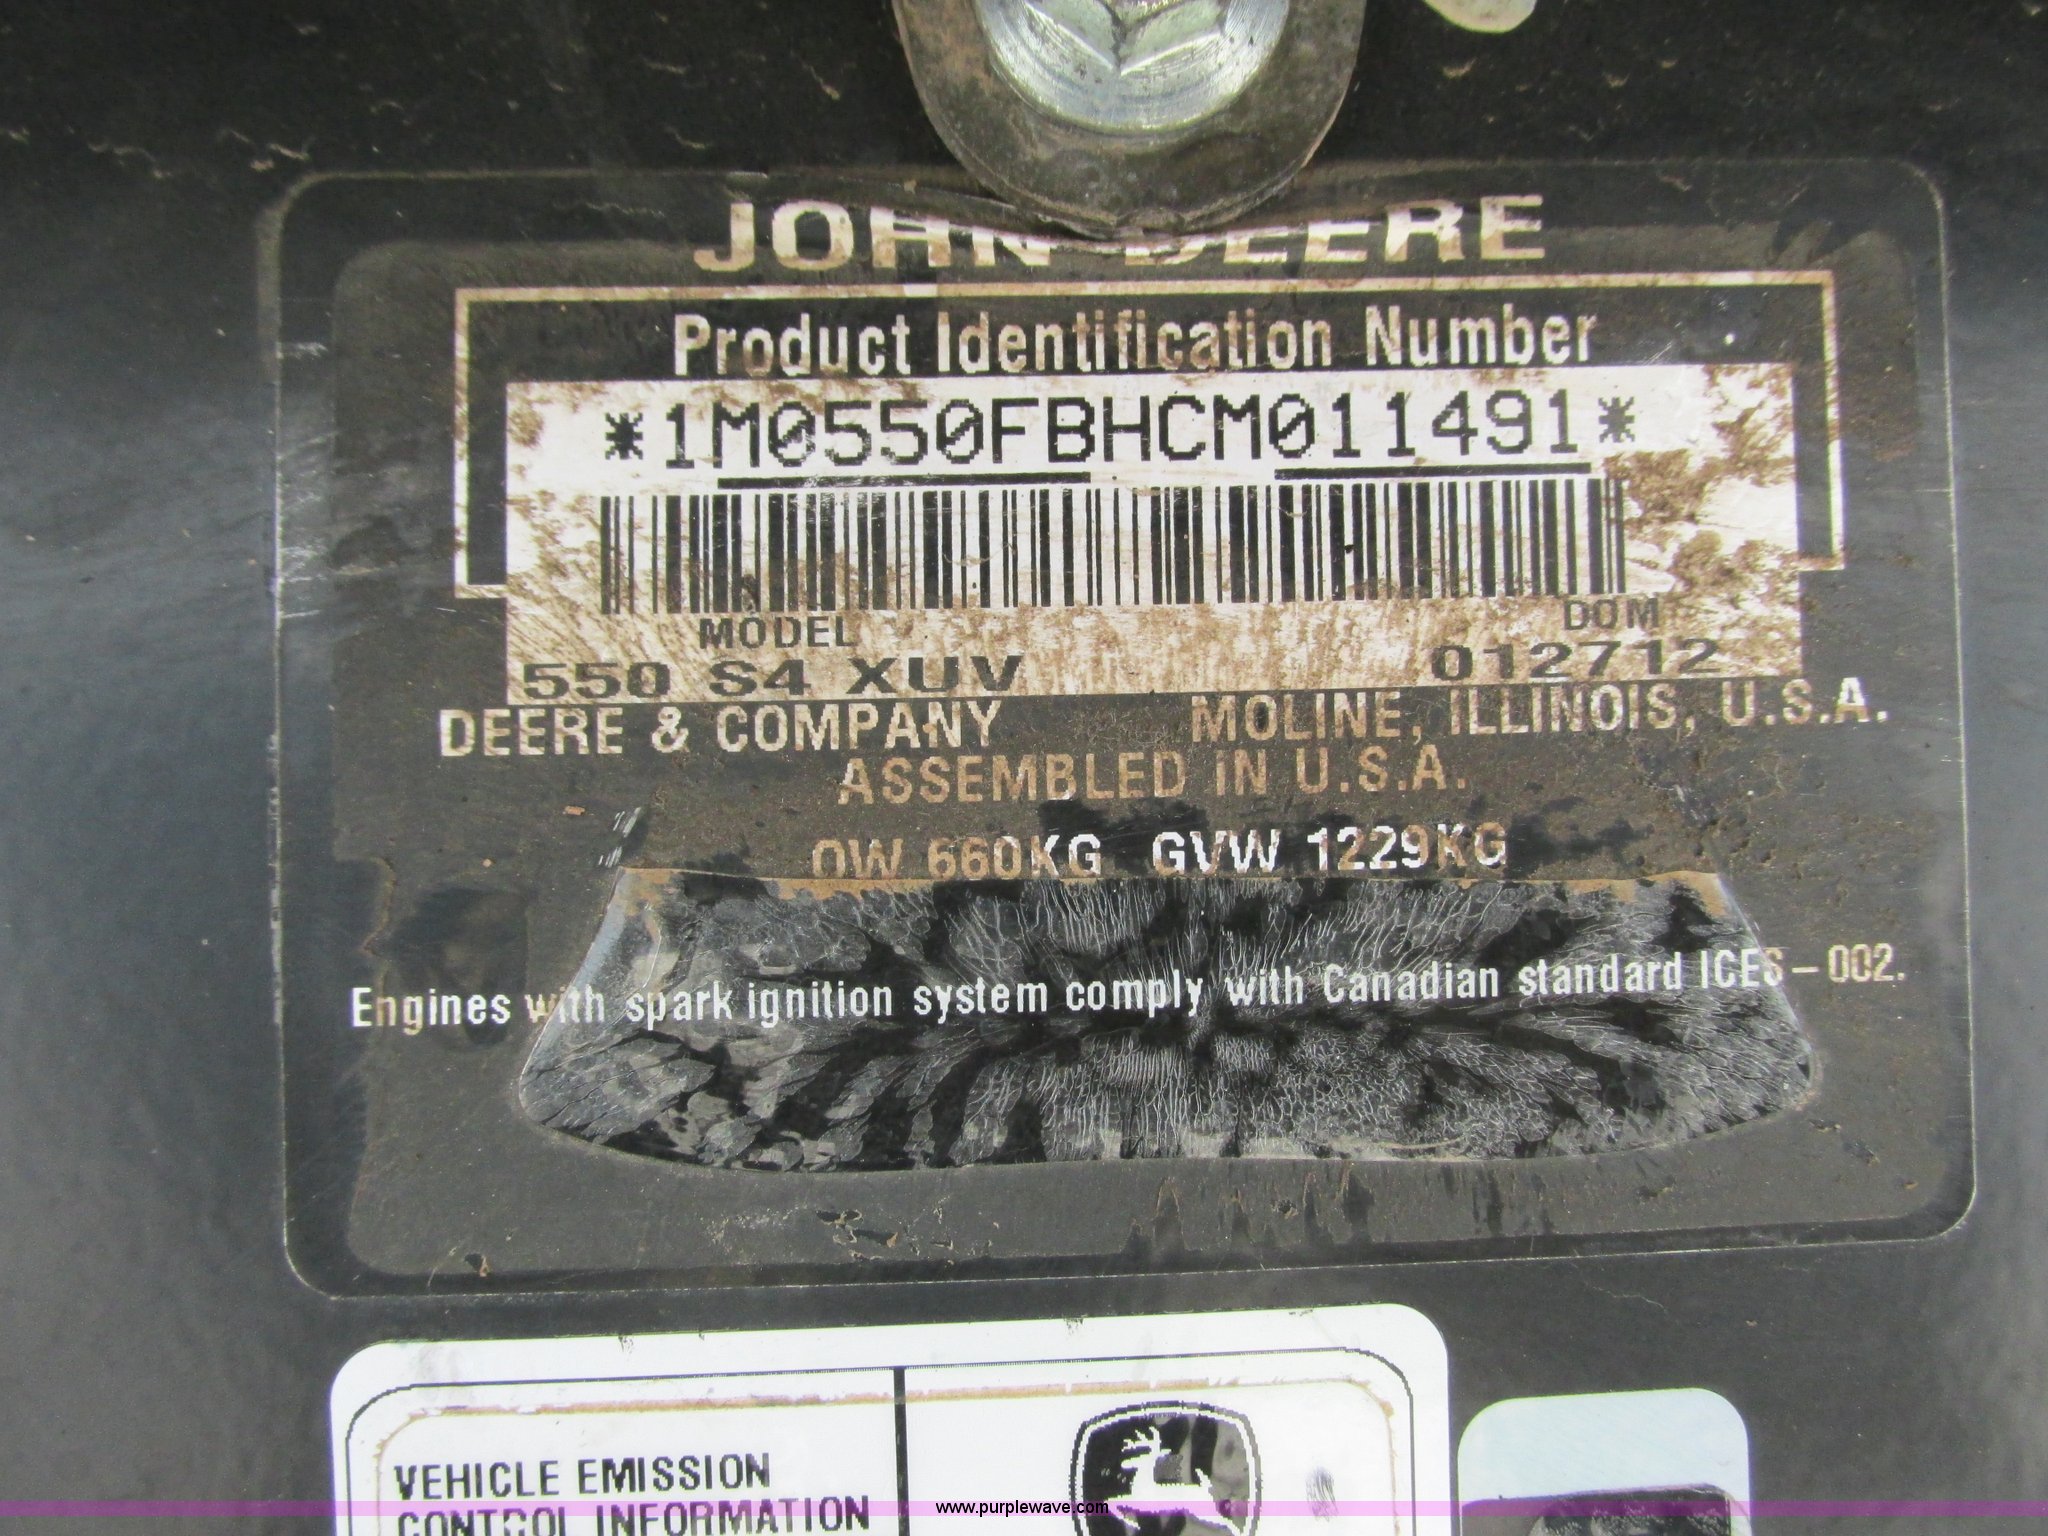 JOHN DEERE
Product Identification Number
*1M0550FBHCM011491*
MODEL DOM
550 S4 XUV 012712
DEERE & COMPANY MOLINE, ILLINOIS, U.S.A.
ASSEMBLED IN U.S.A.
OW 660KG GVW 1229KG
Engines with spark ignition system comply with Canadian standard ICES-002.
VEHICLE EMISSION
CONTROL INFORMATION
www.purplewave.com